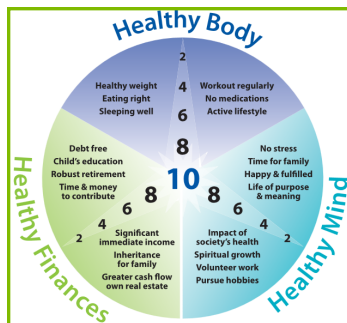 Healthy Body
2
4
6
8
10
Healthy weight
Eating right
Sleeping well
Workout regularly
No medications
Active lifestyle
Healthy Finances
Debt free
Child's education
Robust retirement
Time & money
to contribute
8
6
4
2
Significant
immediate income
Inheritance
for family
Greater cash flow
own real estate
Healthy Mind
No stress
Time for family
Happy & fulfilled
Life of purpose
& meaning
8
6
4
2
Impact of
society's health
Spiritual growth
Volunteer work
Pursue hobbies